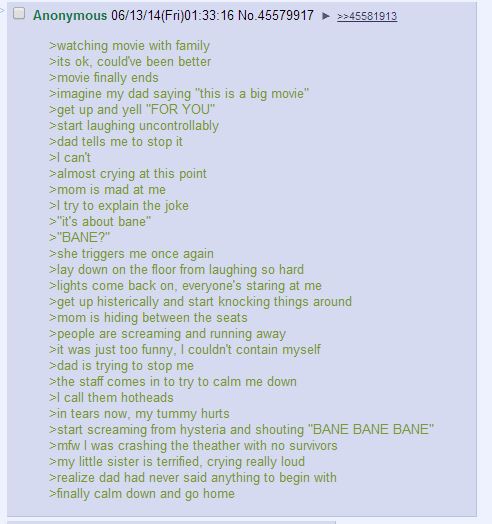 Anonymous 06/13/14(Fri)01:33:16 No.45579917 ► >>45581913
>watching movie with family
>its ok, could've been better
>movie finally ends
>imagine my dad saying "this is a big movie"
>get up and yell "FOR YOU"
>start laughing uncontrollably
>dad tells me to stop it
>I can't
>almost crying at this point
>mom is mad at me
>I try to explain the joke
>"it's about bane"
>"BANE?"
>she triggers me once again
>lay down on the floor from laughing so hard
>lights come back on, everyone's staring at me
>get up histerically and start knocking things around
>mom is hiding between the seats
>people are screaming and running away
>it was just too funny, I couldn't contain myself
>dad is trying to stop me
>the staff comes in to try to calm me down
>I call them hotheads
>in tears now, my tummy hurts
>start screaming from hysteria and shouting "BANE BANE BANE"
>mfw I was crashing the theather with no survivors
>my little sister is terrified, crying really loud
>realize dad had never said anything to begin with
>finally calm down and go home